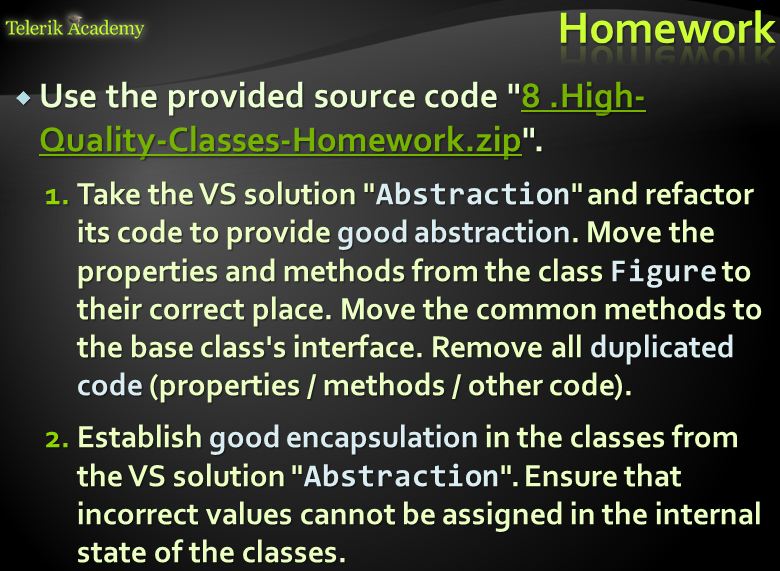 Telerik Academy
Homework
Use the provided source code "8 .High-
Quality-Classes-Homework.zip".
1. Take the VS solution "Abstraction" and refactor
its code to provide good abstraction. Move the
properties and methods from the class Figure to
their correct place. Move the common methods to
the base class's interface. Remove all duplicated
code (properties / methods / other code).
2. Establish good encapsulation in the classes from
the VS solution "Abstraction". Ensure that
incorrect values cannot be assigned in the internal
state of the classes.